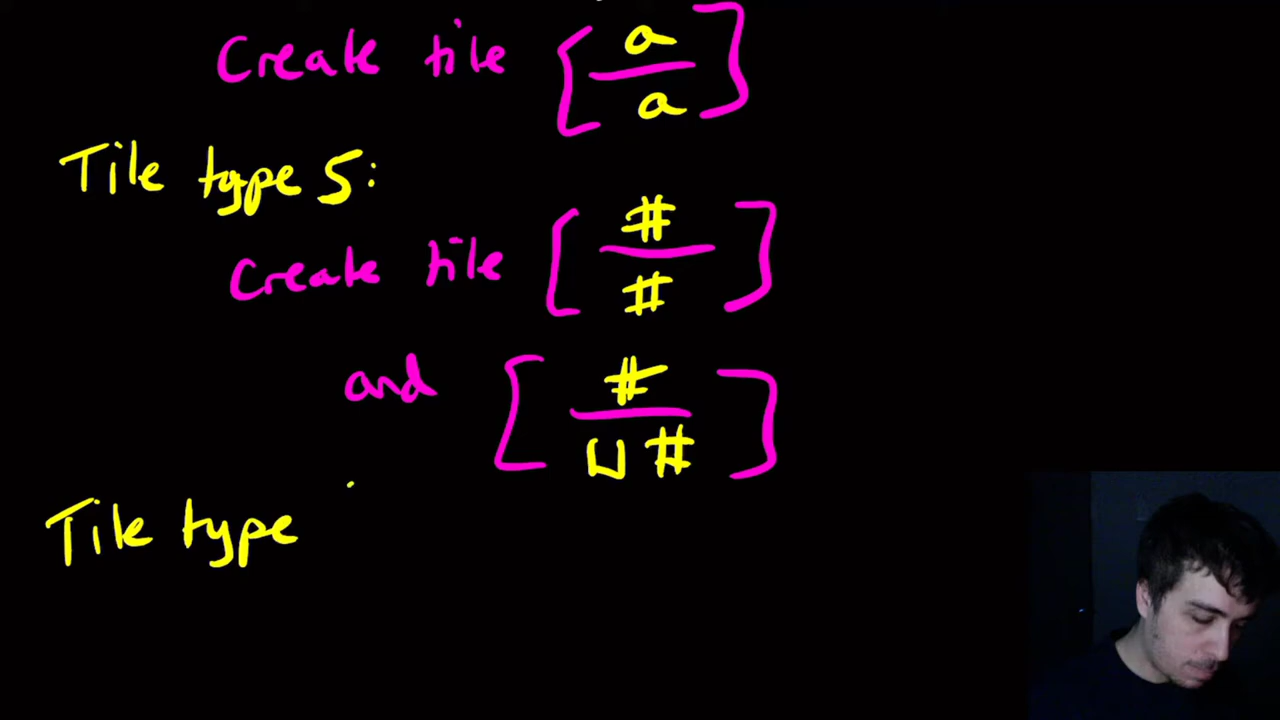 Create tile [ a / a ]
Tile type 5:
Create tile [ # / # ]
and [ # / ⊔ # ]
Tile type